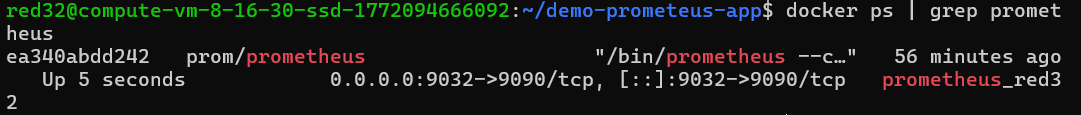 red32@compute-vm-8-16-30-ssd-1772094666092:~/demo-prometeus-app$ docker ps | grep promet
heus
ea340abdd242   prom/prometheus                    "/bin/prometheus --c…"   56 minutes ago
   Up 5 seconds             0.0.0.0:9032->9090/tcp, [::]:9032->9090/tcp   prometheus_red3
2